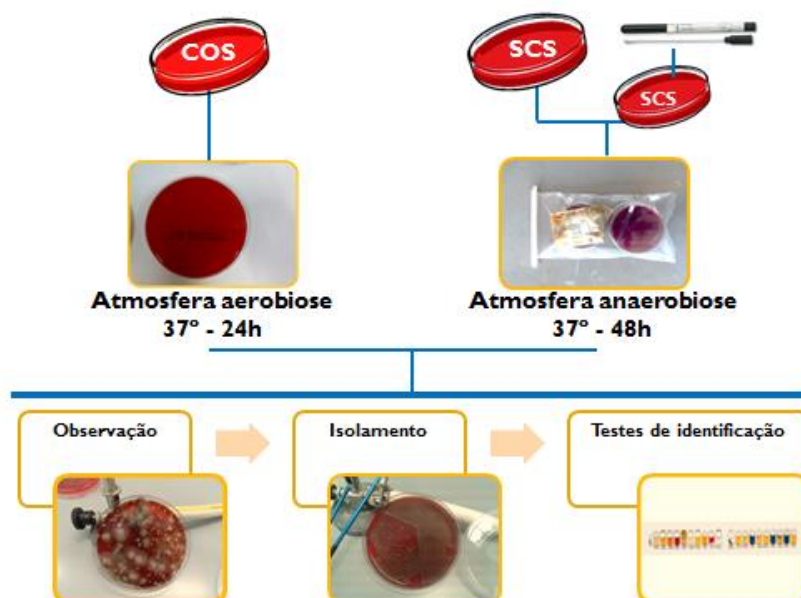 COS
SCS
SCS
Atmosfera aerobiose
37º - 24h
Atmosfera anaerobiose
37º - 48h
Observação
Isolamento
Testes de identificação